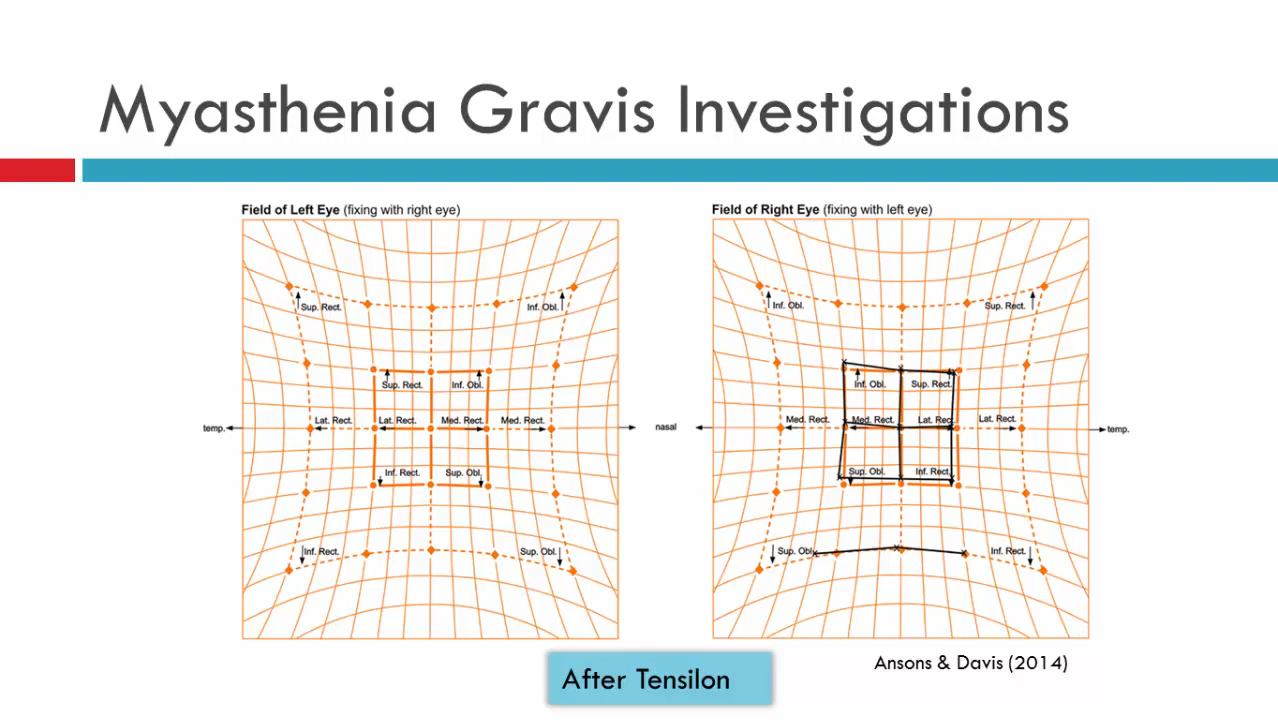 Myasthenia Gravis Investigations
Field of Left Eye (fixing with right eye)
Sup. Rect. Inf. Obl.
Sup. Rect. Inf. Obl.
temp. Lat. Rect. Lat. Rect. Med. Rect. Med. Rect. nasal
Inf. Rect. Sup. Obl.
Inf. Rect. Sup. Obl.
Field of Right Eye (fixing with left eye)
Inf. Obl. Sup. Rect.
Inf. Obl. Sup. Rect.
Med. Rect. Med. Rect. Lat. Rect. Lat. Rect. temp.
Sup. Obl. Inf. Rect.
Sup. Obl. Inf. Rect.
Ansons & Davis (2014)
After Tensilon